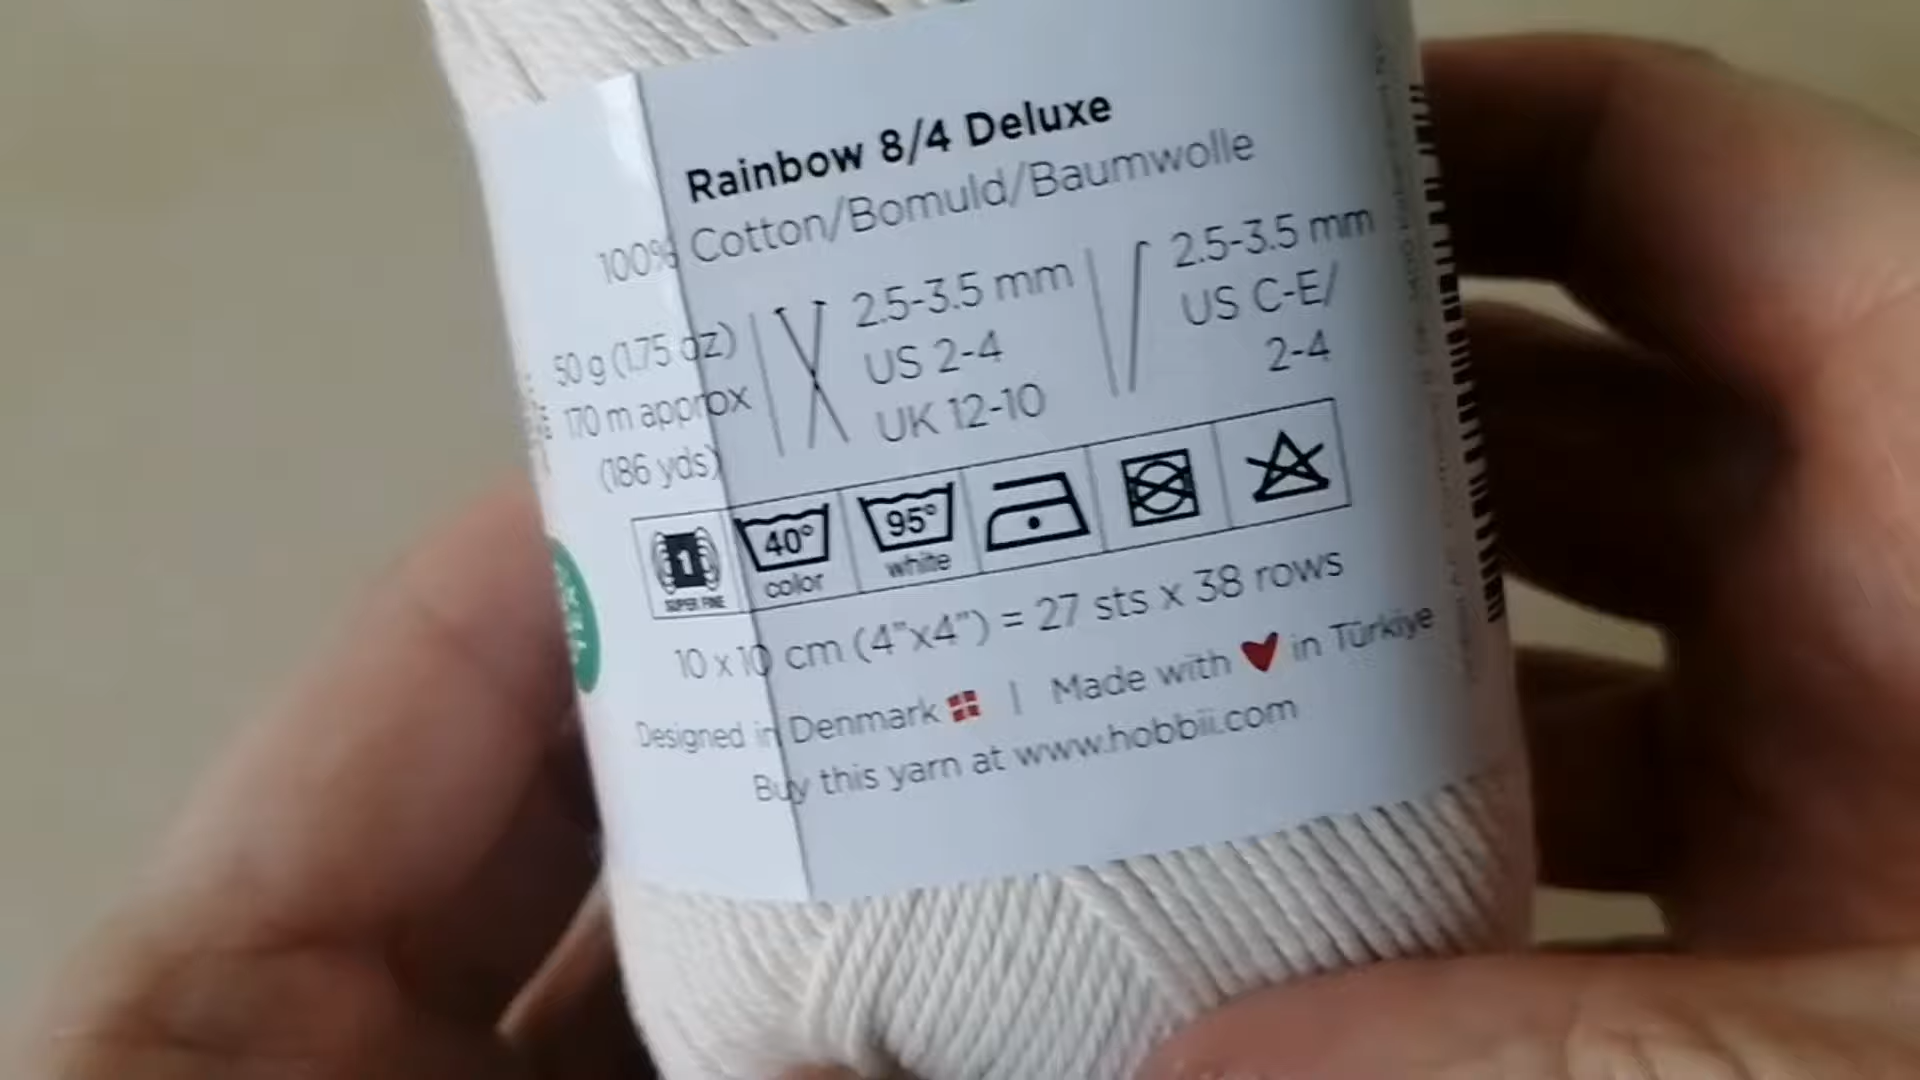 Rainbow 8/4 Deluxe
100% Cotton/Bomuld/Baumwolle
50 g (1.75 oz)
170 m approx
(186 yds)
2.5-3.5 mm
US 2-4
UK 12-10
2.5-3.5 mm
US C-E/
2-4
1
SUPER FINE
40°
color
95°
white
10 x 10 cm (4"x4") = 27 sts x 38 rows
Designed in Denmark | Made with in Türkiye
Buy this yarn at www.hobbii.com